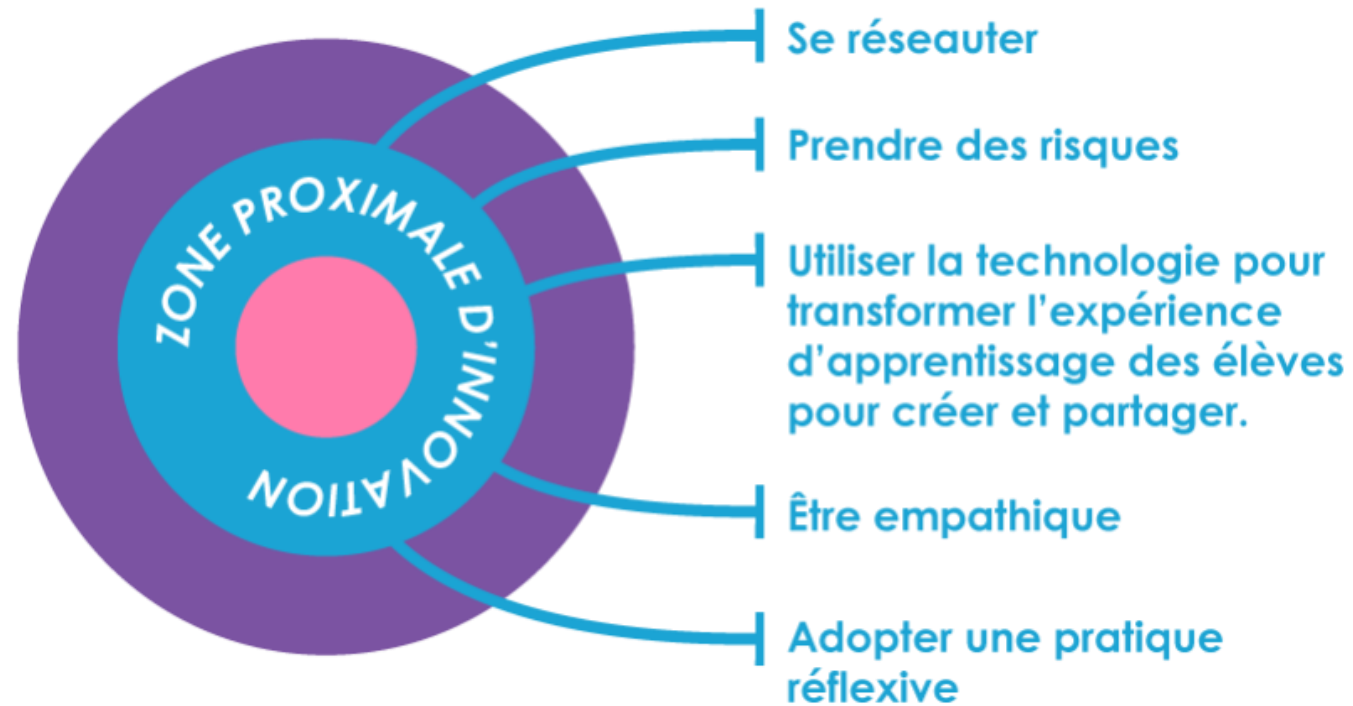 ZONE PROXIMALE D'INNOVATION
Se réseauter
Prendre des risques
Utiliser la technologie pour
transformer l'expérience
d'apprentissage des élèves
pour créer et partager.
Être empathique
Adopter une pratique
réflexive